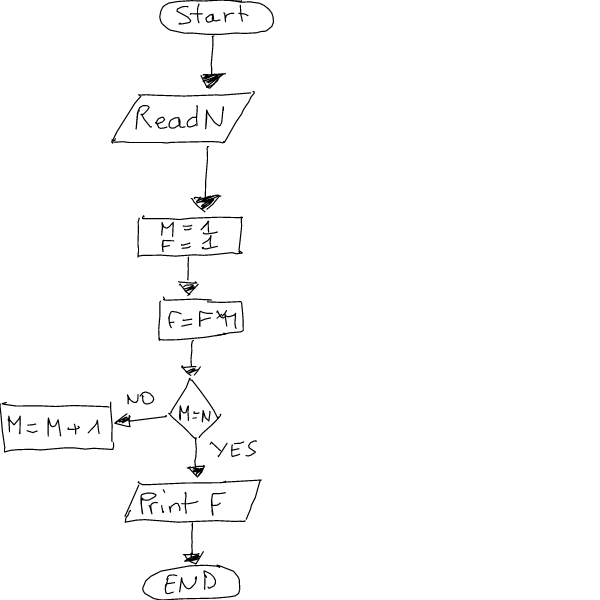 Start
Read N
M = 1
F = 1
F = F * M
M = N
NO
M = M + 1
YES
Print F
END